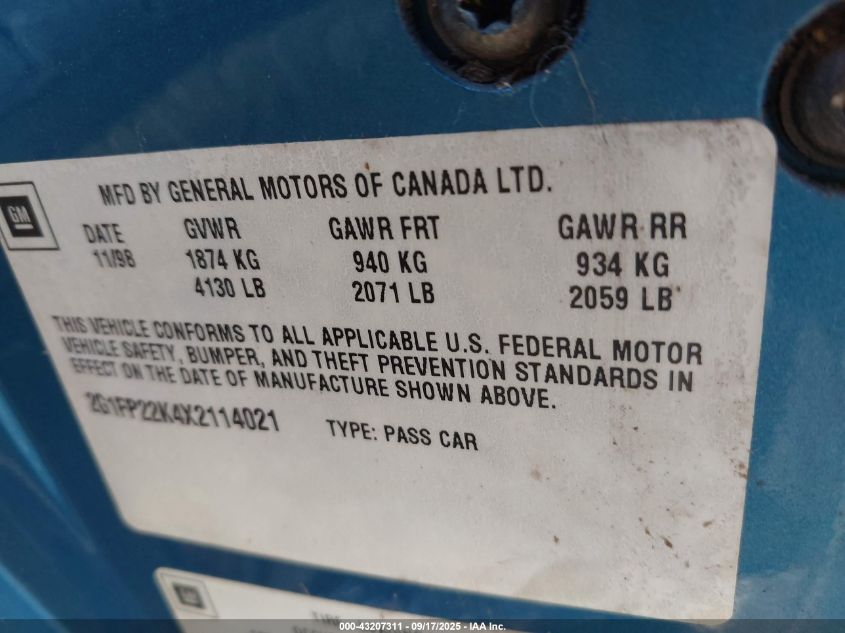 MFD BY GENERAL MOTORS OF CANADA LTD.
GM
DATE GVWR GAWR FRT GAWR RR
11/98 1874 KG 940 KG 934 KG
4130 LB 2071 LB 2059 LB
THIS VEHICLE CONFORMS TO ALL APPLICABLE U.S. FEDERAL MOTOR
VEHICLE SAFETY, BUMPER, AND THEFT PREVENTION STANDARDS IN
EFFECT ON THE DATE OF MANUFACTURE SHOWN ABOVE.
2G1FP22K4X2114021 TYPE: PASS CAR
000-43207311 - 09/17/2025 - IAA Inc.